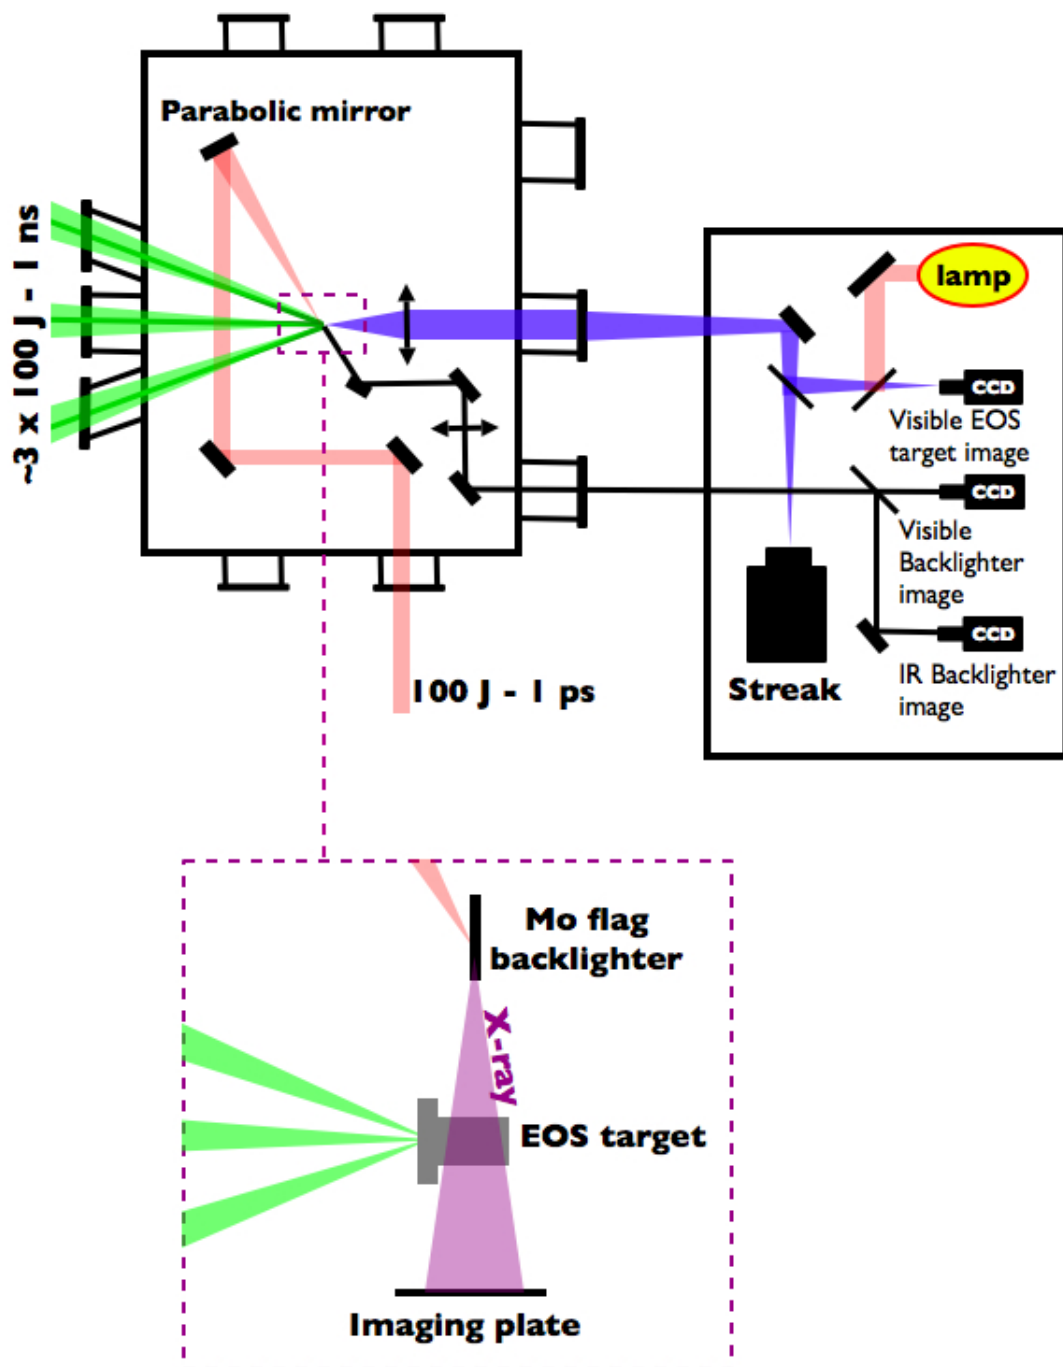 Parabolic mirror
~3 x 100 J - 1 ns
lamp
CCD
Visible EOS
target image
CCD
Visible
Backlighter
image
CCD
IR Backlighter
image
Streak
100 J - 1 ps
Mo flag
backlighter
X-ray
EOS target
Imaging plate